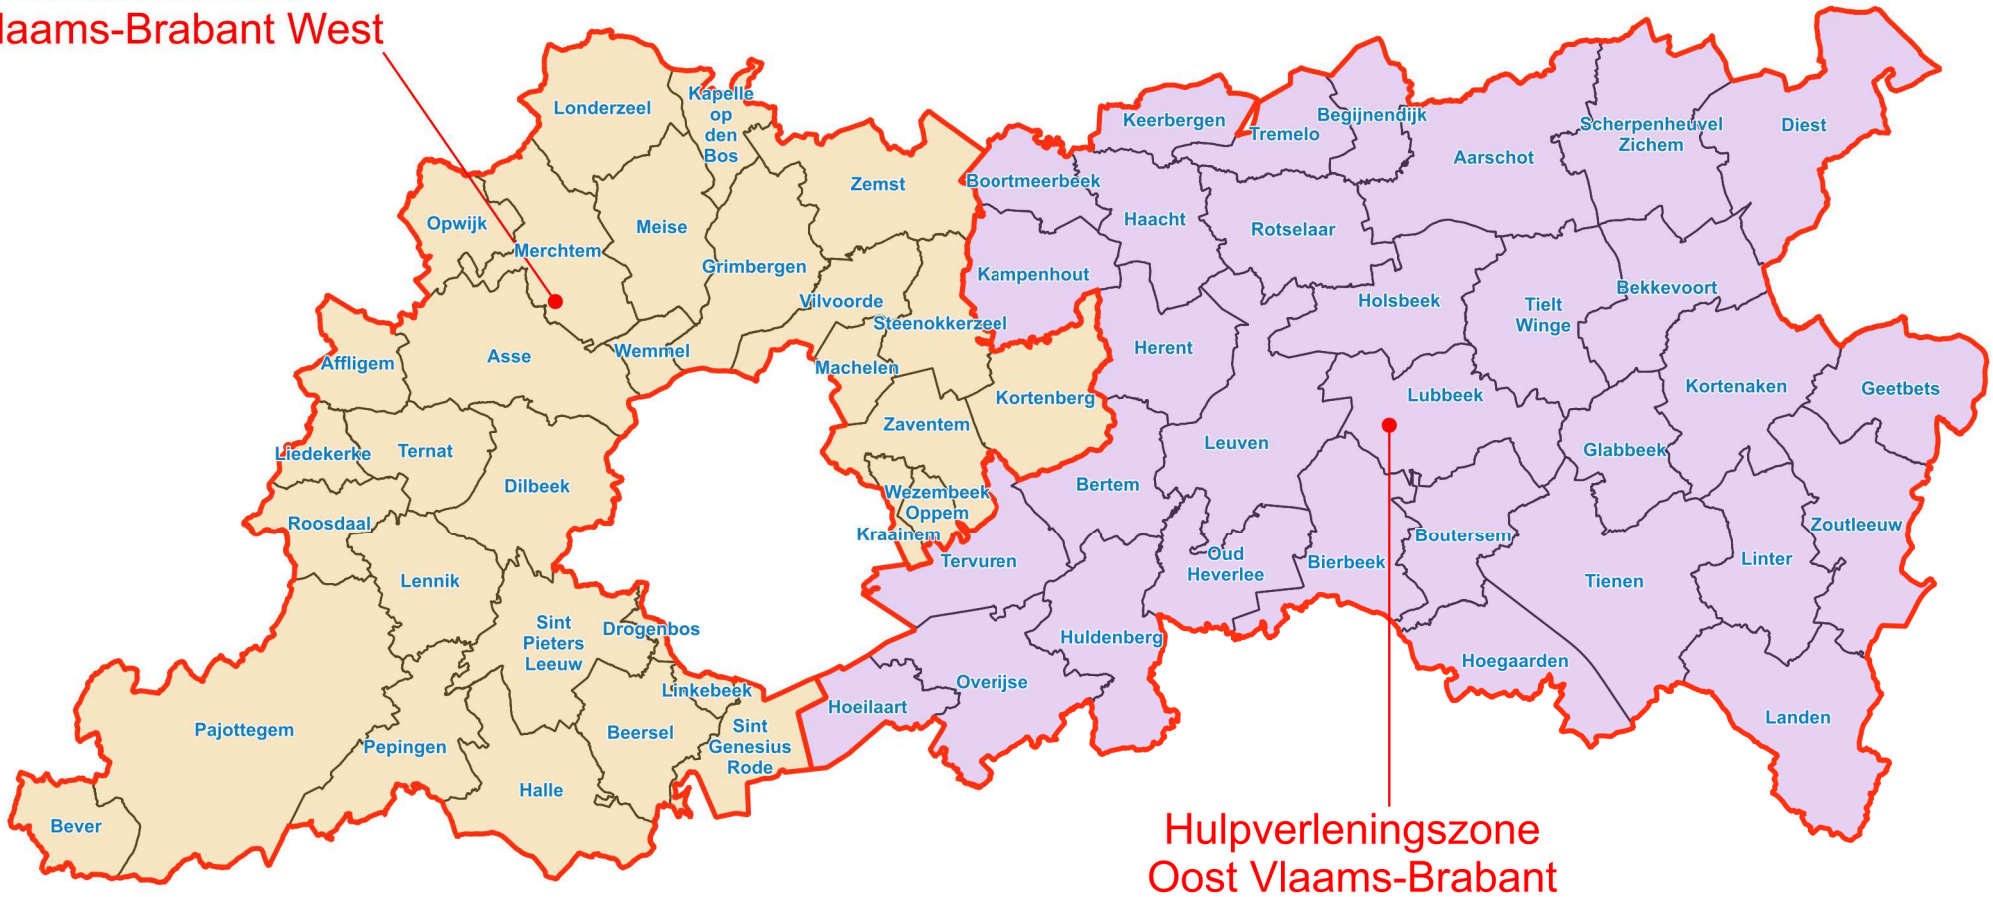 laams-Brabant West
Londerzeel
Kapelle
op
den
Bos
Keerbergen
Tremelo
Begijnendijk
Scherpenheuvel
Zichem
Diest
Aarschot
Zemst
Boortmeerbeek
Haacht
Rotselaar
Opwijk
Merchtem
Meise
Grimbergen
Kampenhout
Vilvoorde
Steenokkerzeel
Holsbeek
Tielt
Winge
Bekkevoort
Affligem
Asse
Wemmel
Machelen
Herent
Kortenberg
Lubbeek
Kortenaken
Geetbets
Zaventem
Liedekerke
Ternat
Dilbeek
Leuven
Glabbeek
Bertem
Wezembeek
Oppem
Kraainem
Roosdaal
Zoutleeuw
Boutersem
Tervuren
Oud
Heverlee
Bierbeek
Linter
Lennik
Tienen
Sint
Pieters
Leeuw
Drogenbos
Huldenberg
Hoegaarden
Overijse
Linkebeek
Hoeilaart
Landen
Pajottegem
Pepingen
Beersel
Sint
Genesius
Rode
Halle
Bever
Hulpverleningszone
Oost Vlaams-Brabant